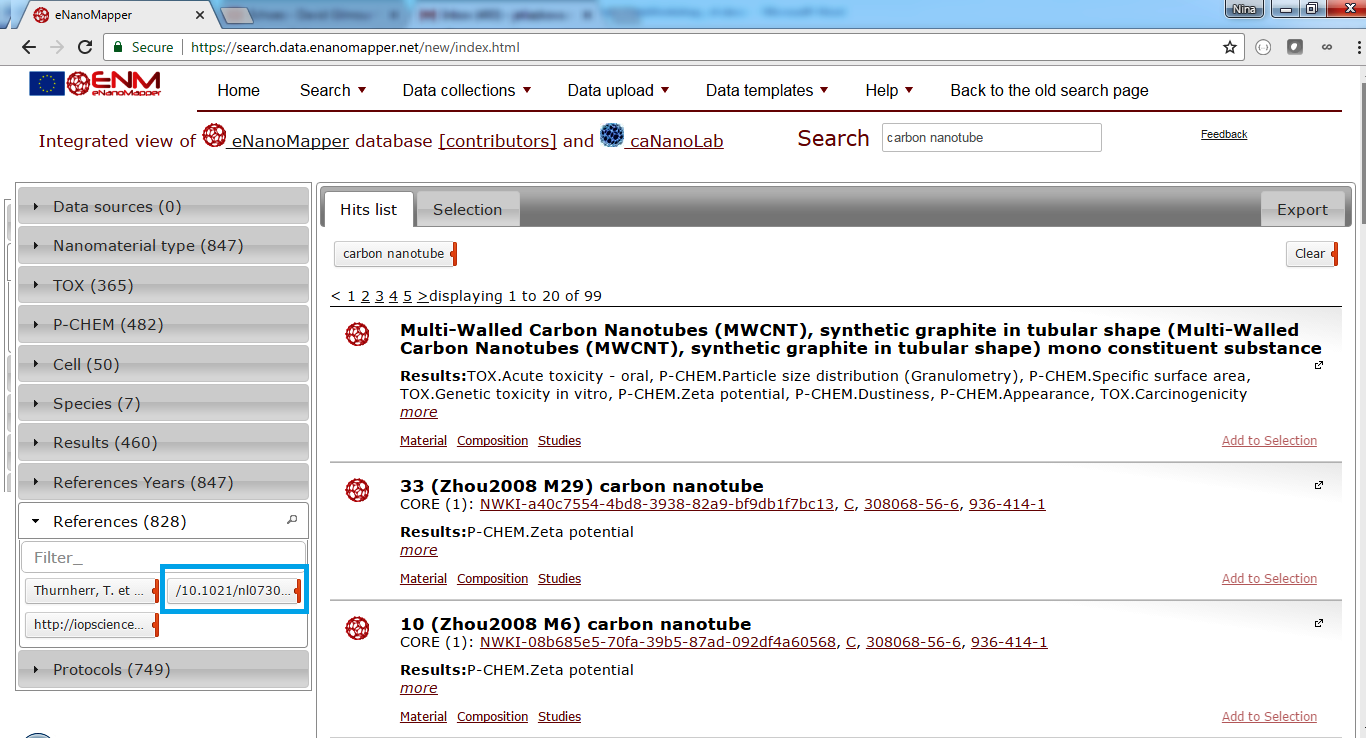 eNanoMapper
Nina
Secure https://search.data.enanomapper.net/new/index.html
ENM
eNanoMapper
Home Search Data collections Data upload Data templates Help Back to the old search page
Integrated view of eNanoMapper database [contributors] and caNanoLab
Search carbon nanotube
Feedback
Data sources (0)
Nanomaterial type (847)
TOX (365)
P-CHEM (482)
Cell (50)
Species (7)
Results (460)
References Years (847)
References (828)
Filter_
Thurnherr, T. et ... /10.1021/nl0730...
http://iopscience...
Protocols (749)
Hits list Selection Export
carbon nanotube Clear
< 1 2 3 4 5 >displaying 1 to 20 of 99
Multi-Walled Carbon Nanotubes (MWCNT), synthetic graphite in tubular shape (Multi-Walled
Carbon Nanotubes (MWCNT), synthetic graphite in tubular shape) mono constituent substance
Results:TOX.Acute toxicity - oral, P-CHEM.Particle size distribution (Granulometry), P-CHEM.Specific surface area,
TOX.Genetic toxicity in vitro, P-CHEM.Zeta potential, P-CHEM.Dustiness, P-CHEM.Appearance, TOX.Carcinogenicity
more
Material Composition Studies Add to Selection
33 (Zhou2008 M29) carbon nanotube
CORE (1): NWKI-a40c7554-4bd8-3938-82a9-bf9db1f7bc13, C, 308068-56-6, 936-414-1
Results:P-CHEM.Zeta potential
more
Material Composition Studies Add to Selection
10 (Zhou2008 M6) carbon nanotube
CORE (1): NWKI-08b685e5-70fa-39b5-87ad-092df4a60568, C, 308068-56-6, 936-414-1
Results:P-CHEM.Zeta potential
more
Material Composition Studies Add to Selection